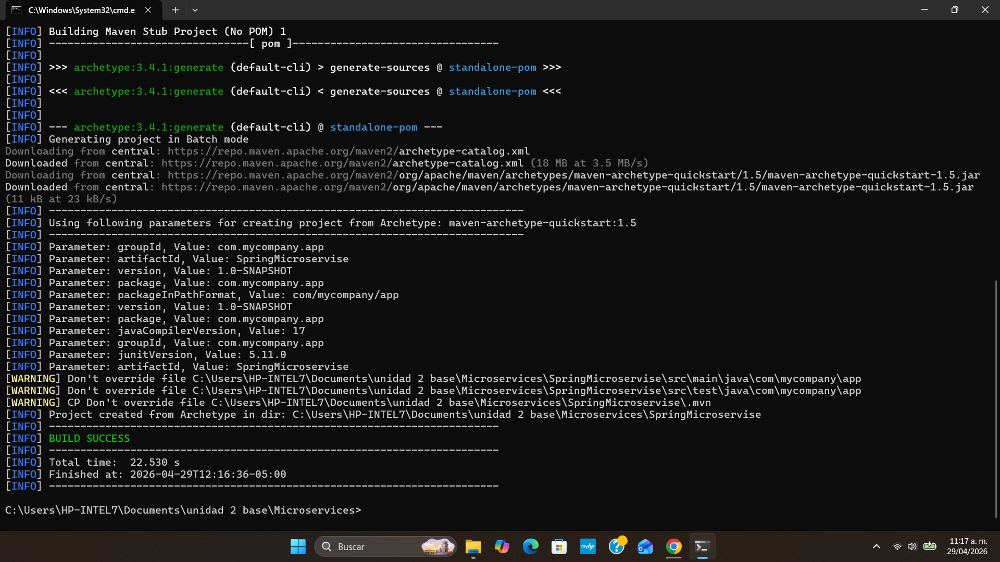 C:\Windows\System32\cmd.e
[INFO] Building Maven Stub Project (No POM) 1
[INFO] --------------------------------[ pom ]---------------------------------
[INFO]
[INFO] >>> archetype:3.4.1:generate (default-cli) > generate-sources @ standalone-pom >>>
[INFO]
[INFO] <<< archetype:3.4.1:generate (default-cli) < generate-sources @ standalone-pom <<<
[INFO]
[INFO]
[INFO] --- archetype:3.4.1:generate (default-cli) @ standalone-pom ---
[INFO] Generating project in Batch mode
Downloading from central: https://repo.maven.apache.org/maven2/archetype-catalog.xml
Downloaded from central: https://repo.maven.apache.org/maven2/archetype-catalog.xml (18 MB at 3.5 MB/s)
Downloading from central: https://repo.maven.apache.org/maven2/org/apache/maven/archetypes/maven-archetype-quickstart/1.5/maven-archetype-quickstart-1.5.jar
Downloaded from central: https://repo.maven.apache.org/maven2/org/apache/maven/archetypes/maven-archetype-quickstart/1.5/maven-archetype-quickstart-1.5.jar
(11 kB at 23 kB/s)
[INFO] ----------------------------------------------------------------------------
[INFO] Using following parameters for creating project from Archetype: maven-archetype-quickstart:1.5
[INFO] ----------------------------------------------------------------------------
[INFO] Parameter: groupId, Value: com.mycompany.app
[INFO] Parameter: artifactId, Value: SpringMicroservise
[INFO] Parameter: version, Value: 1.0-SNAPSHOT
[INFO] Parameter: package, Value: com.mycompany.app
[INFO] Parameter: packageInPathFormat, Value: com/mycompany/app
[INFO] Parameter: version, Value: 1.0-SNAPSHOT
[INFO] Parameter: package, Value: com.mycompany.app
[INFO] Parameter: javaCompilerVersion, Value: 17
[INFO] Parameter: groupId, Value: com.mycompany.app
[INFO] Parameter: junitVersion, Value: 5.11.0
[INFO] Parameter: artifactId, Value: SpringMicroservise
[WARNING] Don't override file C:\Users\HP-INTEL7\Documents\unidad 2 base\Microservices\SpringMicroservise\src\main\java\com\mycompany\app
[WARNING] Don't override file C:\Users\HP-INTEL7\Documents\unidad 2 base\Microservices\SpringMicroservise\src\test\java\com\mycompany\app
[WARNING] CP Don't override file C:\Users\HP-INTEL7\Documents\unidad 2 base\Microservices\SpringMicroservise\.mvn
[INFO] Project created from Archetype in dir: C:\Users\HP-INTEL7\Documents\unidad 2 base\Microservices\SpringMicroservise
[INFO] ------------------------------------------------------------------------
[INFO] BUILD SUCCESS
[INFO] ------------------------------------------------------------------------
[INFO] Total time:  22.530 s
[INFO] Finished at: 2026-04-29T12:16:36-05:00
[INFO] ------------------------------------------------------------------------
C:\Users\HP-INTEL7\Documents\unidad 2 base\Microservices>
Buscar
myhp
11:17 a. m.
29/04/2026